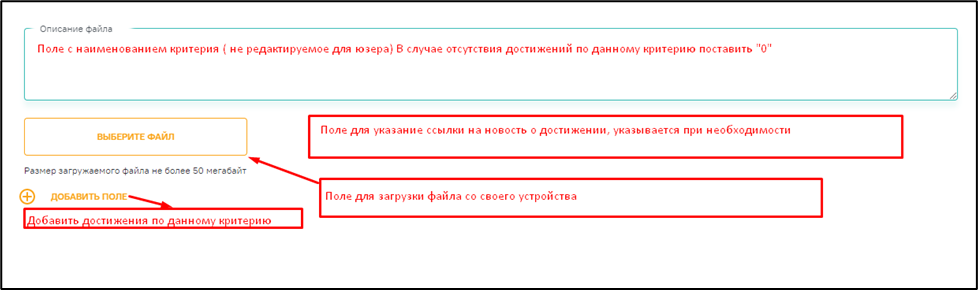 Описание файла
Поле с наименованием критерия ( не редактируемое для юзера) В случае отсутствия достижений по данному критерию поставить "0"
ВЫБЕРИТЕ ФАЙЛ
Поле для указание ссылки на новость о достижении, указывается при необходимости
Размер загружаемого файла не более 50 мегабайт
ДОБАВИТЬ ПОЛЕ
Поле для загрузки файла со своего устройства
Добавить достижения по данному критерию